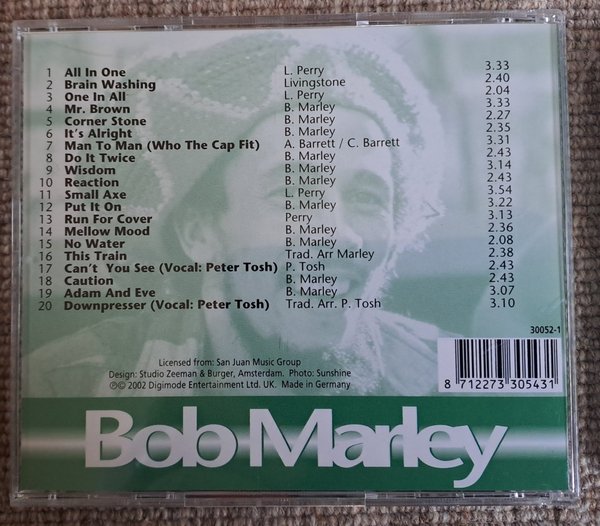 1 All In One L. Perry 3.33
2 Brain Washing Livingstone 2.40
3 One In All L. Perry 2.04
4 Mr. Brown B. Marley 3.33
5 Corner Stone B. Marley 2.27
6 It's Alright B. Marley 2.35
7 Man To Man (Who The Cap Fit) A. Barrett / C. Barrett 3.31
8 Do It Twice B. Marley 2.43
9 Wisdom B. Marley 3.14
10 Reaction B. Marley 2.43
11 Small Axe L. Perry 3.54
12 Put It On B. Marley 3.22
13 Run For Cover Perry 3.13
14 Mellow Mood B. Marley 2.36
15 No Water B. Marley 2.08
16 This Train Trad. Arr Marley 2.38
17 Can't You See (Vocal: Peter Tosh) P. Tosh 2.43
18 Caution B. Marley 2.43
19 Adam And Eve B. Marley 3.07
20 Downpresser (Vocal: Peter Tosh) Trad. Arr. P. Tosh 3.10
30052-1
Licensed from: San Juan Music Group
Design: Studio Zeeman & Burger, Amsterdam. Photo: Sunshine
℗© 2002 Digimode Entertainment Ltd. UK. Made in Germany
8 712273 305431
Bob Marley